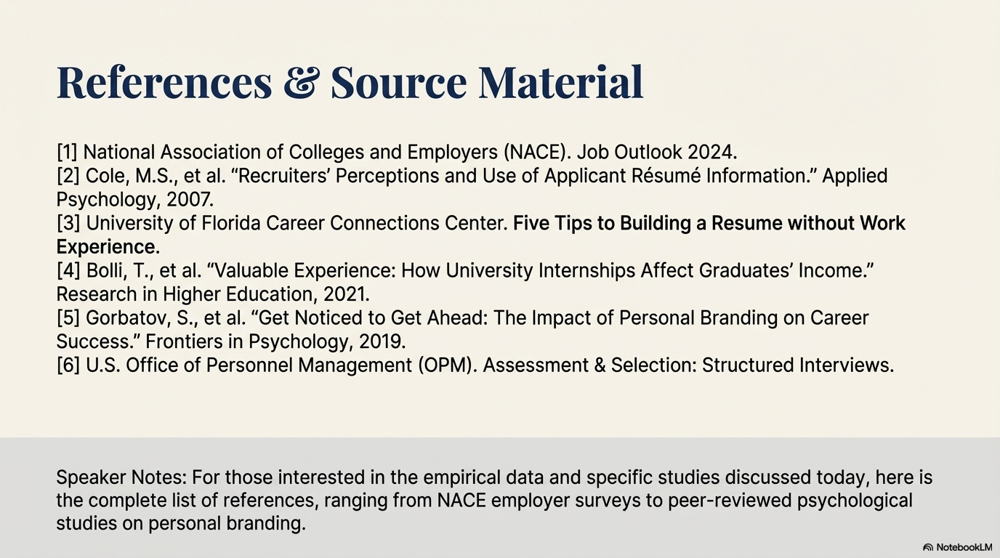 References & Source Material
[1] National Association of Colleges and Employers (NACE). Job Outlook 2024.
[2] Cole, M.S., et al. “Recruiters’ Perceptions and Use of Applicant Résumé Information.” Applied
Psychology, 2007.
[3] University of Florida Career Connections Center. Five Tips to Building a Resume without Work
Experience.
[4] Bolli, T., et al. “Valuable Experience: How University Internships Affect Graduates’ Income.”
Research in Higher Education, 2021.
[5] Gorbatov, S., et al. “Get Noticed to Get Ahead: The Impact of Personal Branding on Career
Success.” Frontiers in Psychology, 2019.
[6] U.S. Office of Personnel Management (OPM). Assessment & Selection: Structured Interviews.
Speaker Notes: For those interested in the empirical data and specific studies discussed today, here is
the complete list of references, ranging from NACE employer surveys to peer-reviewed psychological
studies on personal branding.
NotebookLM